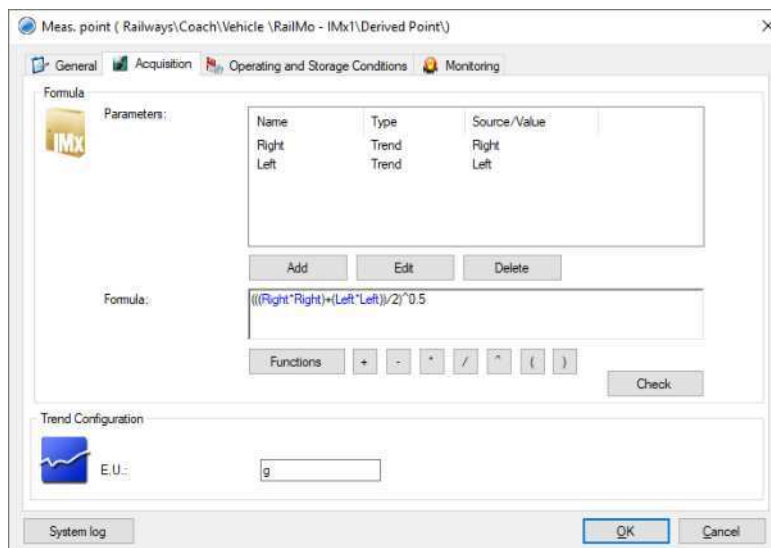 Meas. point ( Railways\Coach\Vehicle \RailMo - IMx1\Derived Point\)
General Acquisition Operating and Storage Conditions Monitoring
Formula
IMx
Parameters:
Name Type Source/Value
Right Trend Right
Left Trend Left
Add Edit Delete
Formula: (((Right*Right)+(Left*Left))/2)^0.5
Functions + - * / ^ ( )
Check
Trend Configuration
E.U.: g
System log OK Cancel